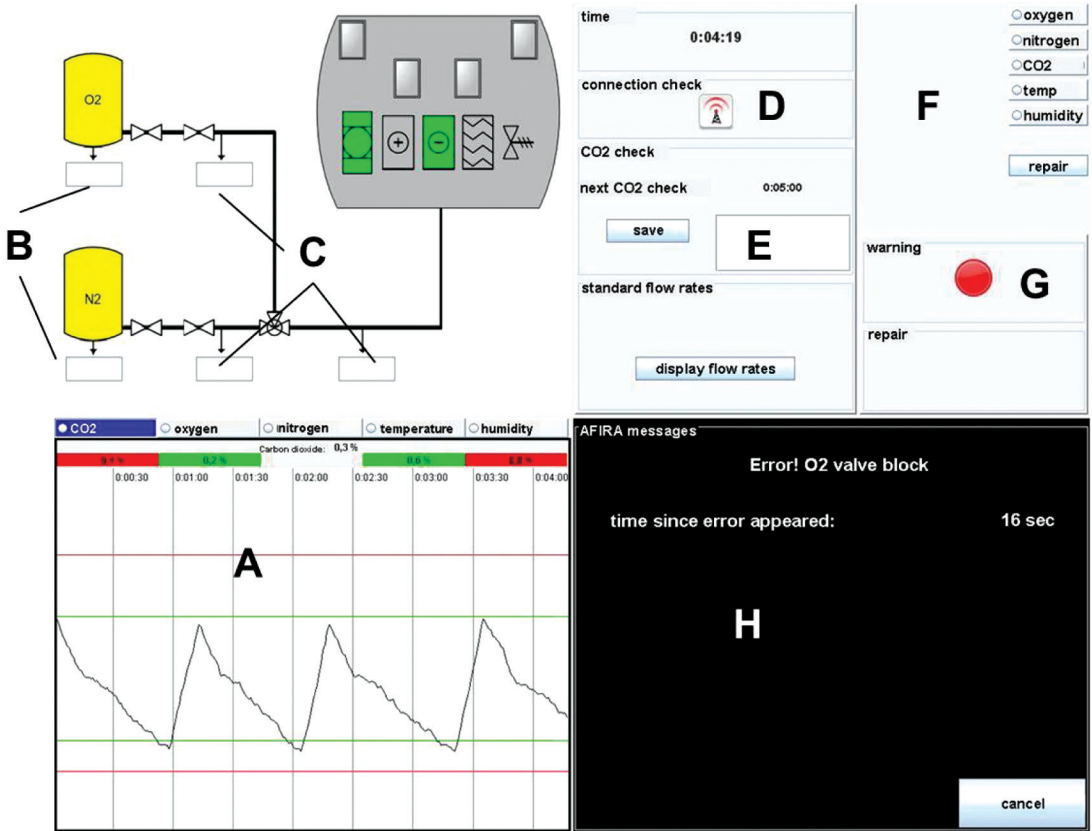 O2
B
C
N2
time
0:04:19
connection check
D
CO2 check
next CO2 check 0:05:00
save
E
standard flow rates
display flow rates
oxygen
nitrogen
CO2
temp
humidity
F
repair
warning
G
repair
CO2 oxygen nitrogen temperature humidity
Carbon dioxide: 0,3 %
0,2 % 0.6 %
0:00:30 0:01:00 0:01:30 0:02:00 0:02:30 0:03:00 0:03:30 0:04:00
A
AFIRA messages
Error! O2 valve block
time since error appeared: 16 sec
H
cancel